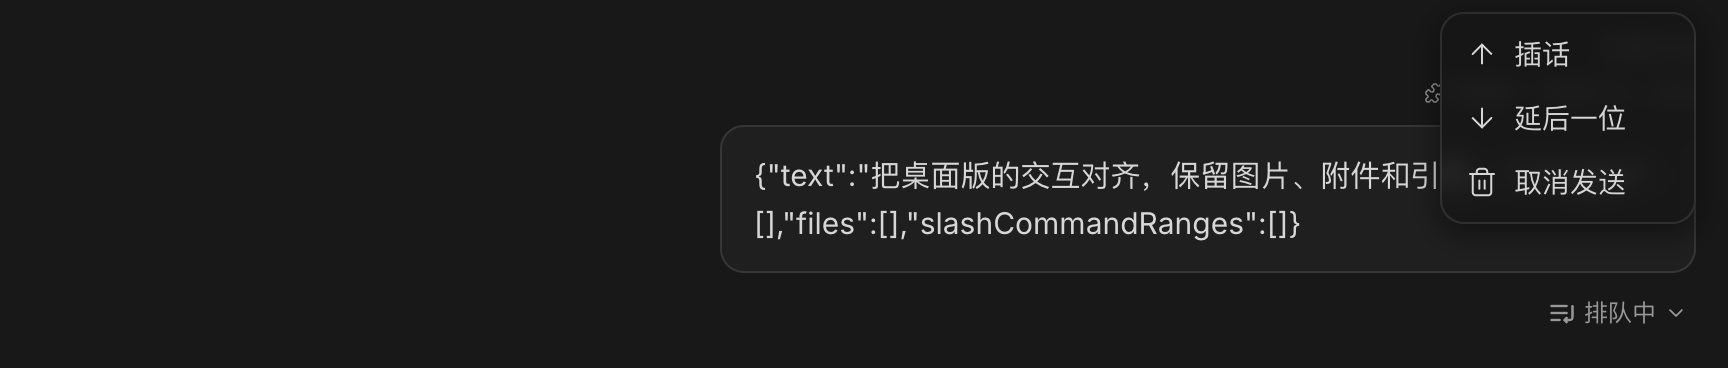 插话
延后一位
取消发送
{"text":"把桌面版的交互对齐，保留图片、附件和引
[],"files":[],"slashCommandRanges":[]}
排队中